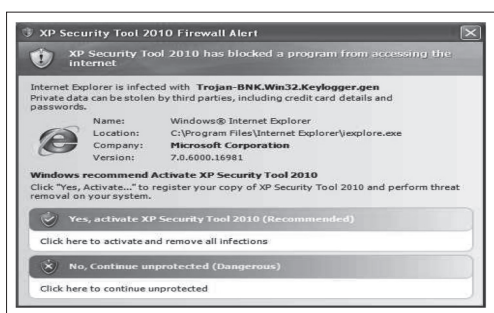 XP Security Tool 2010 Firewall Alert
XP Security Tool 2010 has blocked a program from accessing the
internet
Internet Explorer is infected with Trojan-BNK.Win32.Keylogger.gen
Private data can be stolen by third parties, including credit card details and
passwords.
Name: Windows® Internet Explorer
Location: C:\Program Files\Internet Explorer\iexplore.exe
Company: Microsoft Corporation
Version: 7.0.6000.16981
Windows recommend Activate XP Security Tool 2010
Click "Yes, Activate..." to register your copy of XP Security Tool 2010 and perform threat
removal on your system.
Yes, activate XP Security Tool 2010 (Recommended)
Click here to activate and remove all infections
No, Continue unprotected (Dangerous)
Click here to continue unprotected